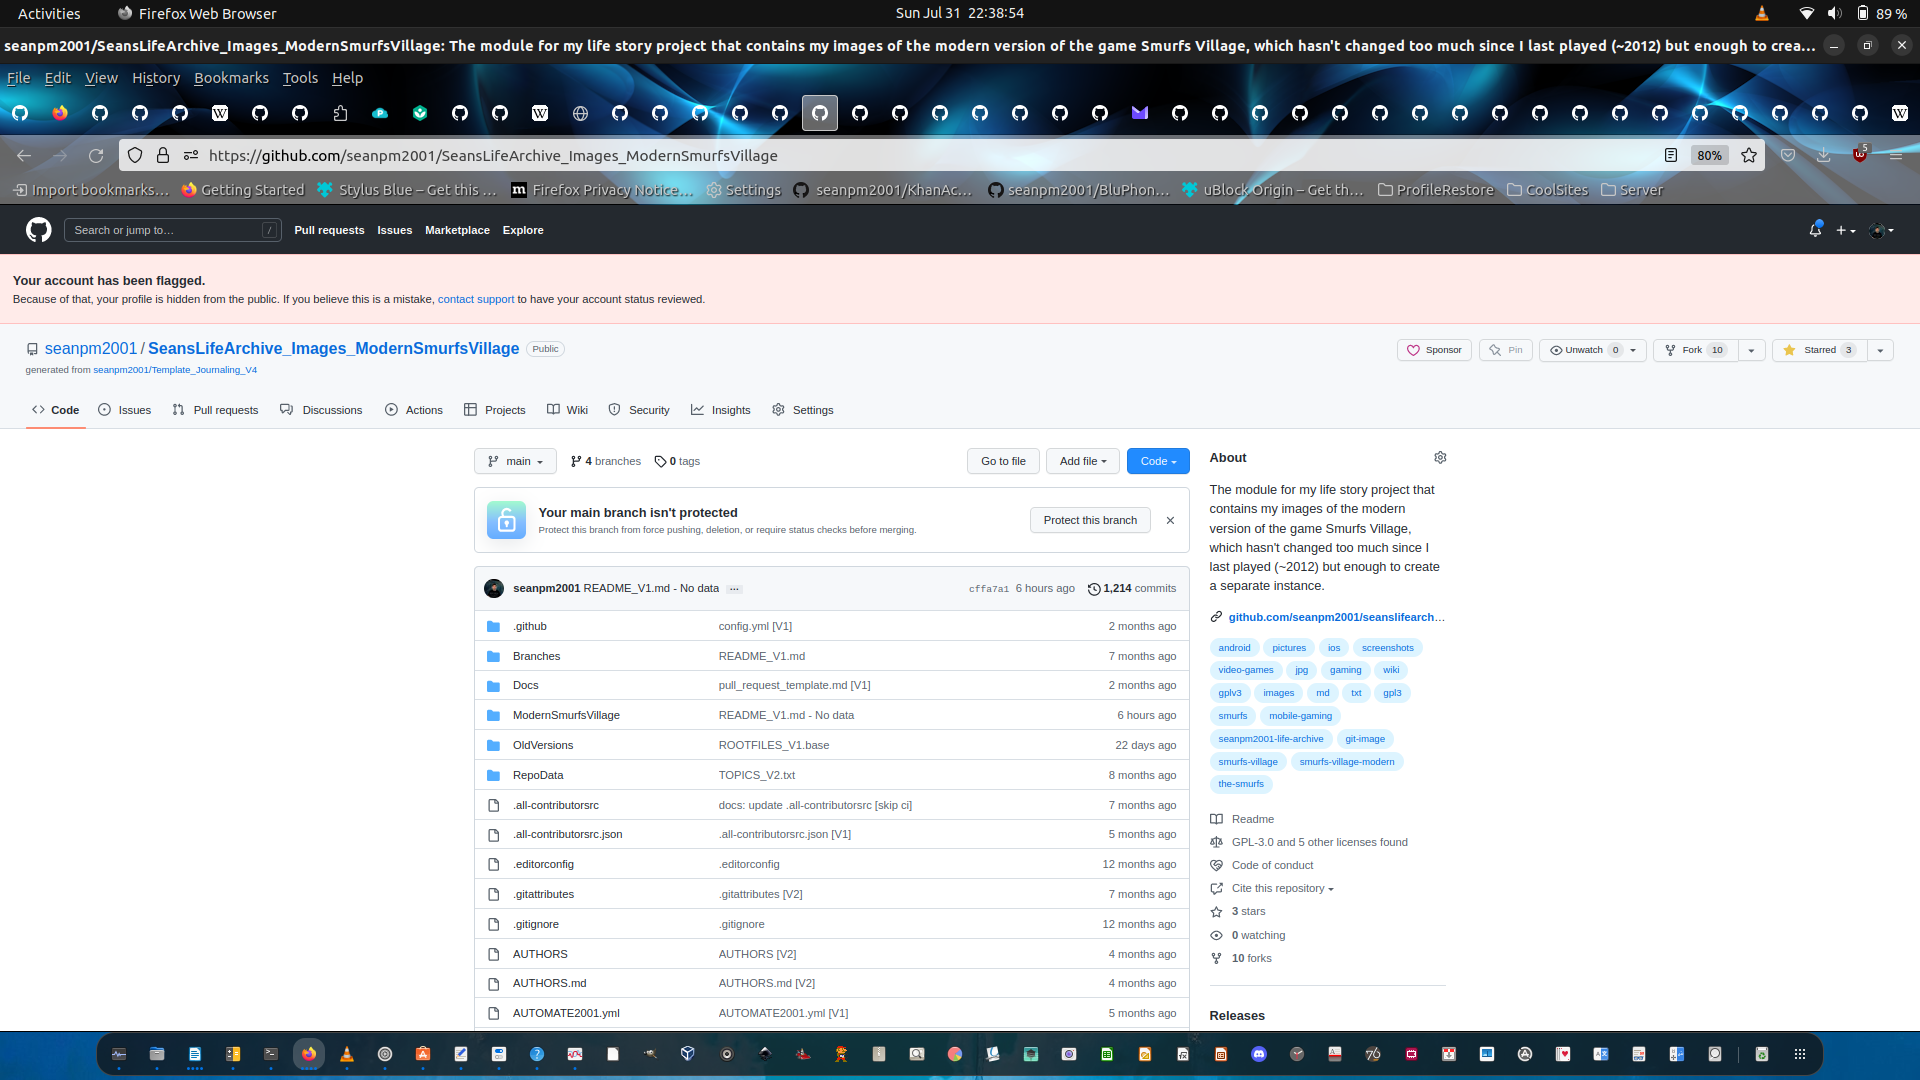 Activities Firefox Web Browser Sun Jul 31 22:38:54 89 %
seanpm2001/SeansLifeArchive_Images_ModernSmurfsVillage: The module for my life story project that contains my images of the modern version of the game Smurfs Village, which hasn't changed too much since I last played (~2012) but enough to crea…
File Edit View History Bookmarks Tools Help
https://github.com/seanpm2001/SeansLifeArchive_Images_ModernSmurfsVillage 80% 5
Import bookmarks… Getting Started Stylus Blue – Get this … Firefox Privacy Notice… Settings seanpm2001/KhanAc… seanpm2001/BluPhon… uBlock Origin – Get th… ProfileRestore CoolSites Server
Search or jump to… / Pull requests Issues Marketplace Explore
Your account has been flagged.
Because of that, your profile is hidden from the public. If you believe this is a mistake, contact support to have your account status reviewed.
seanpm2001 / SeansLifeArchive_Images_ModernSmurfsVillage Public Sponsor Pin Unwatch 0 Fork 10 Starred 3
generated from seanpm2001/Template_Journaling_V4
Code Issues Pull requests Discussions Actions Projects Wiki Security Insights Settings
main 4 branches 0 tags Go to file Add file Code
Your main branch isn't protected
Protect this branch from force pushing, deletion, or require status checks before merging.
Protect this branch
seanpm2001 README_V1.md - No data … cffa7a1 6 hours ago 1,214 commits
.github config.yml [V1] 2 months ago
Branches README_V1.md 7 months ago
Docs pull_request_template.md [V1] 2 months ago
ModernSmurfsVillage README_V1.md - No data 6 hours ago
OldVersions ROOTFILES_V1.base 22 days ago
RepoData TOPICS_V2.txt 8 months ago
.all-contributorsrc docs: update .all-contributorsrc [skip ci] 7 months ago
.all-contributorsrc.json .all-contributorsrc.json [V1] 5 months ago
.editorconfig .editorconfig 12 months ago
.gitattributes .gitattributes [V2] 7 months ago
.gitignore .gitignore 12 months ago
AUTHORS AUTHORS [V2] 4 months ago
AUTHORS.md AUTHORS.md [V2] 4 months ago
AUTOMATE2001.yml AUTOMATE2001.yml [V1] 5 months ago
About
The module for my life story project that
contains my images of the modern
version of the game Smurfs Village,
which hasn't changed too much since I
last played (~2012) but enough to create
a separate instance.
github.com/seanpm2001/seanslifearch…
android pictures ios screenshots
video-games jpg gaming wiki
gplv3 images md txt gpl3
smurfs mobile-gaming
seanpm2001-life-archive git-image
smurfs-village smurfs-village-modern
the-smurfs
Readme
GPL-3.0 and 5 other licenses found
Code of conduct
Cite this repository
3 stars
0 watching
10 forks
Releases